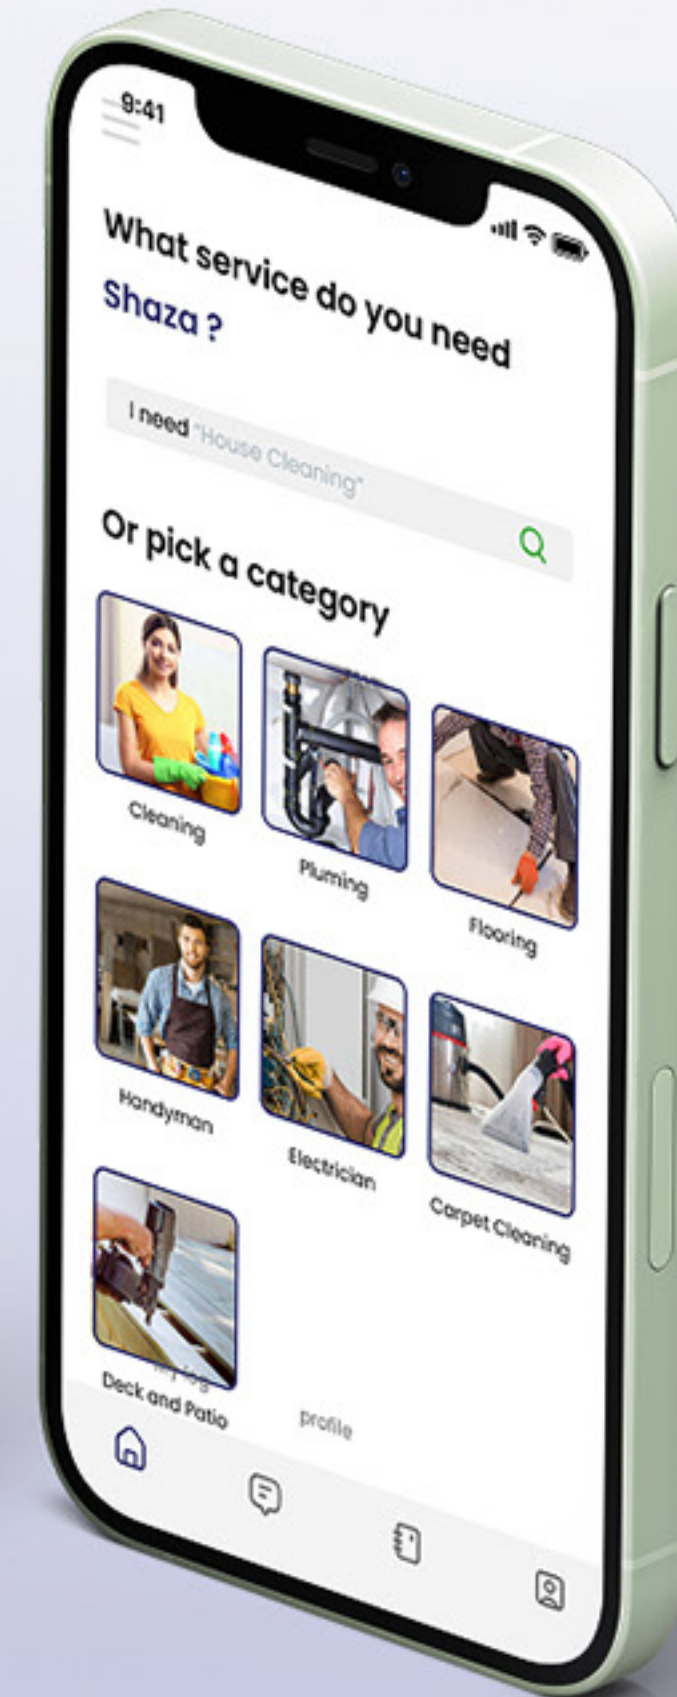 9:41
What service do you need
Shaza ?
I need "House Cleaning"
Or pick a category
Cleaning
Pluming
Flooring
Handyman
Electrician
Carpet Cleaning
Deck and Patio
profile